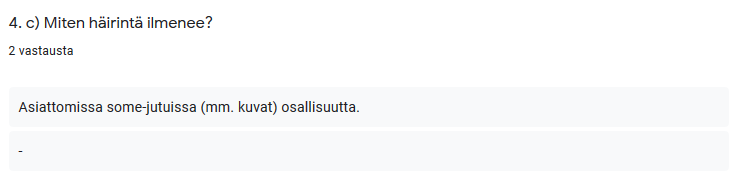 4. c) Miten häirintä ilmenee?
2 vastausta
Asiattomissa some-jutuissa (mm. kuvat) osallisuutta.
-